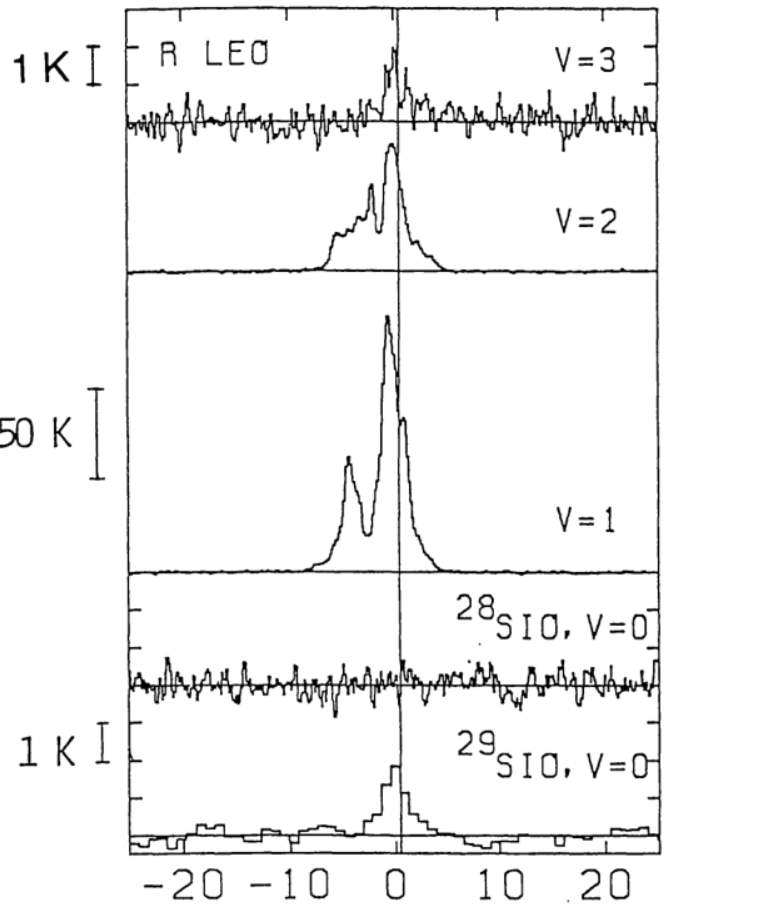 R LEO V=3
1 K
V=2
50 K
V=1
28SIO, V=0
1 K
29SIO, V=0
-20 -10 0 10 20